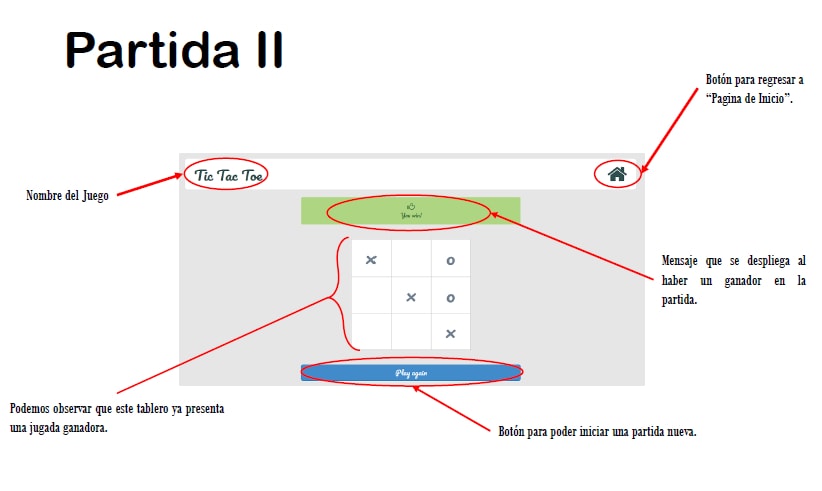 Partida II
Botón para regresar a
“Pagina de Inicio”.
Tic Tac Toe
Nombre del Juego
You win!
Mensaje que se despliega al
haber un ganador en la
partida.
x o
x o
x
Play again
Podemos observar que este tablero ya presenta
una jugada ganadora.
Botón para poder iniciar una partida nueva.